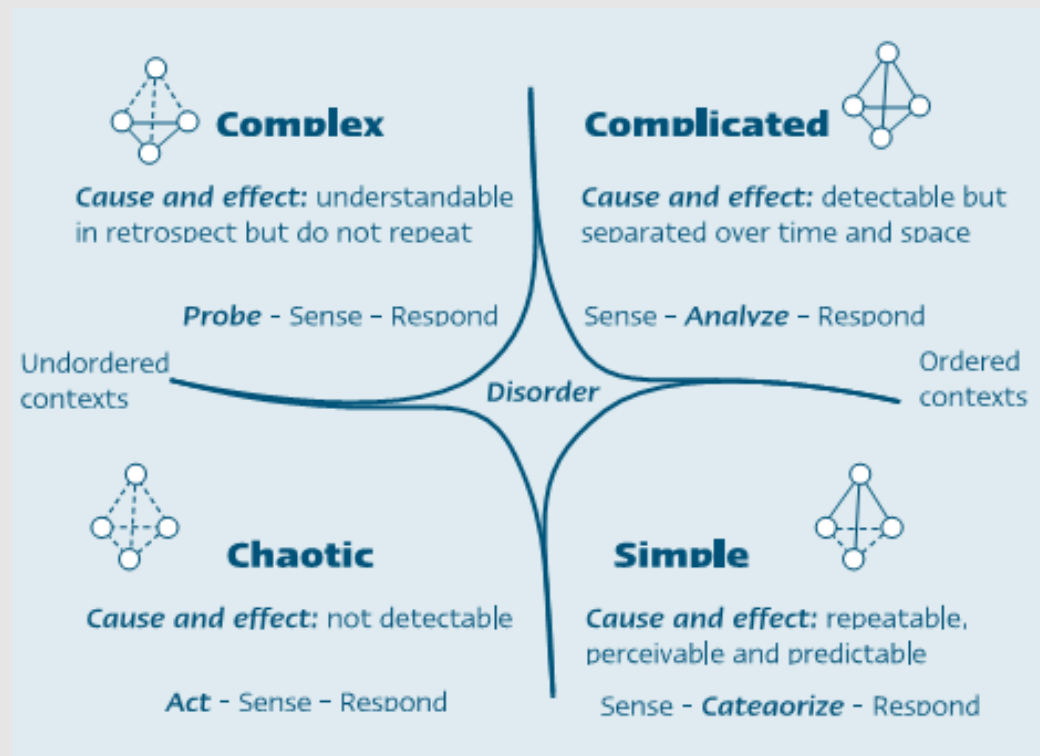 Complex
Cause and effect: understandable
in retrospect but do not repeat
Probe - Sense – Respond
Complicated
Cause and effect: detectable but
separated over time and space
Sense – Analyze – Respond
Undordered
contexts
Disorder
Ordered
contexts
Chaotic
Cause and effect: not detectable
Act - Sense – Respond
Simple
Cause and effect: repeatable,
perceivable and predictable
Sense - Categorize - Respond